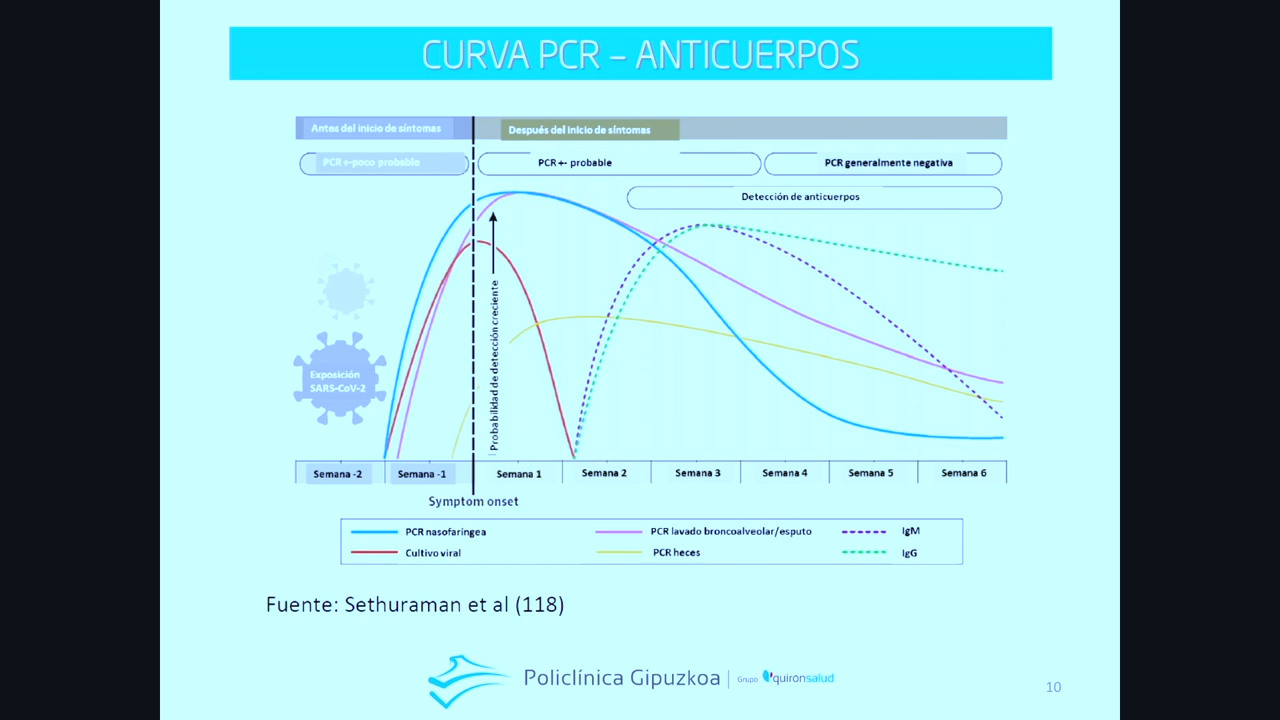 CURVA PCR – ANTICUERPOS
Antes del inicio de síntomas
Después del inicio de síntomas
PCR +-poco probable
PCR +- probable
PCR generalmente negativa
Detección de anticuerpos
Probabilidad de detección creciente
Exposición
SARS-CoV-2
Semana -2
Semana -1
Semana 1
Semana 2
Semana 3
Semana 4
Semana 5
Semana 6
Symptom onset
PCR nasofaríngea
PCR lavado broncoalveolar/esputo
IgM
Cultivo viral
PCR heces
IgG
Fuente: Sethuraman et al (118)
Policlínica Gipuzkoa
Grupo quirónsalud
10